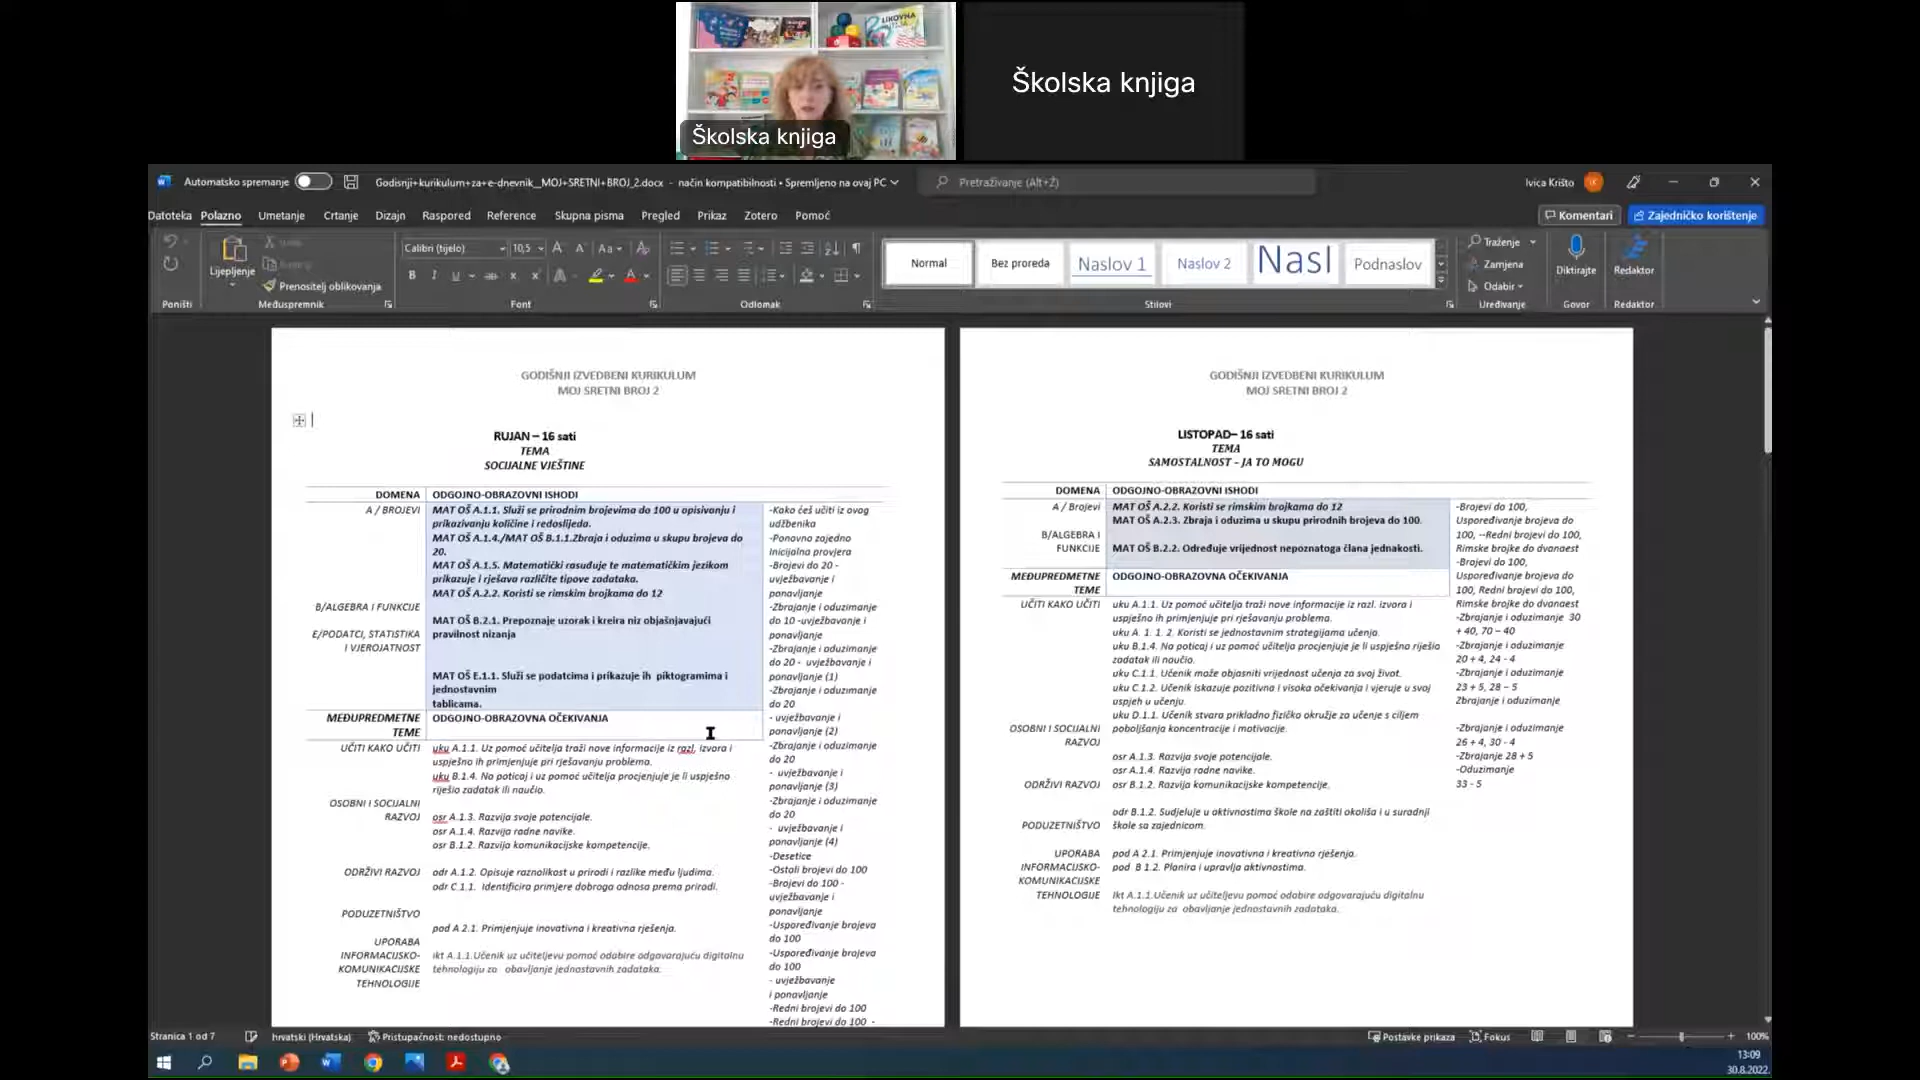 LIKOVNA
Školska knjiga
Školska knjiga
Automatsko spremanje
Godisnji+kurikulum+za+e-dnevnik__MOJ+SRETNI+BROJ_2.docx - način kompatibilnosti • Spremljeno na ovaj PC
Pretraživanje (Alt+Ž)
Ivica Krišto
Datoteka Polazno Umetanje Crtanje Dizajn Raspored Reference Skupna pisma Pregled Prikaz Zotero Pomoć
Komentari
Zajedničko korištenje
Lijepljenje
Prenositelj oblikovanja
Calibri (tijelo)
10,5
Normal
Bez proreda
Naslov 1
Naslov 2
Nasl
Podnaslov
Traženje
Zamjena
Odabir
Diktirajte
Redaktor
Poništi
Međuspremnik
Font
Odlomak
Stilovi
Uređivanje
Govor
Redaktor
GODIŠNJI IZVEDBENI KURIKULUM
MOJ SRETNI BROJ 2
RUJAN – 16 sati
TEMA
SOCIJALNE VJEŠTINE
DOMENA
ODGOJNO-OBRAZOVNI ISHODI
A / BROJEVI
MAT OŠ A.1.1. Služi se prirodnim brojevima do 100 u opisivanju i
prikazivanju količine i redoslijeda.
MAT OŠ A.1.4./MAT OŠ B.1.1.Zbraja i oduzima u skupu brojeva do
20.
MAT OŠ A.1.5. Matematički rasuđuje te matematičkim jezikom
prikazuje i rješava različite tipove zadataka.
MAT OŠ A.2.2. Koristi se rimskim brojkama do 12
B/ALGEBRA I FUNKCIJE
MAT OŠ B.2.1. Prepoznaje uzorak i kreira niz objašnjavajući
pravilnost nizanja
E/PODATCI, STATISTIKA
I VJEROJATNOST
MAT OŠ E.1.1. Služi se podatcima i prikazuje ih piktogramima i
jednostavnim
tablicama.
MEĐUPREDMETNE
TEME
ODGOJNO-OBRAZOVNA OČEKIVANJA
UČITI KAKO UČITI
uku A.1.1. Uz pomoć učitelja traži nove informacije iz razl. izvora i
uspješno ih primjenjuje pri rješavanju problema.
uku B.1.4. Na poticaj i uz pomoć učitelja procjenjuje je li uspješno
riješio zadatak ili naučio.
OSOBNI I SOCIJALNI
RAZVOJ
osr A.1.3. Razvija svoje potencijale.
osr A.1.4. Razvija radne navike.
osr B.1.2. Razvija komunikacijske kompetencije.
ODRŽIVI RAZVOJ
odr A.1.2. Opisuje raznolikost u prirodi i razlike među ljudima.
odr C.1.1. Identificira primjere dobroga odnosa prema prirodi.
PODUZETNIŠTVO
pod A 2.1. Primjenjuje inovativna i kreativna rješenja.
UPORABA
INFORMACIJSKO-
KOMUNIKACIJSKE
TEHNOLOGIJE
ikt A.1.1.Učenik uz učiteljevu pomoć odabire odgovarajuću digitalnu
tehnologiju za obavljanje jednostavnih zadataka.
-Kako ćeš učiti iz ovog
udžbenika
-Ponovno zajedno
Inicijalna provjera
-Brojevi do 20 -
uvježbavanje i
ponavljanje
-Zbrajanje i oduzimanje
do 10 -uvježbavanje i
ponavljanje
-Zbrajanje i oduzimanje
do 20 - uvježbavanje i
ponavljanje (1)
-Zbrajanje i oduzimanje
do 20
- uvježbavanje i
ponavljanje (2)
-Zbrajanje i oduzimanje
do 20
- uvježbavanje i
ponavljanje (3)
-Zbrajanje i oduzimanje
do 20
- uvježbavanje i
ponavljanje (4)
-Desetice
-Ostali brojevi do 100
-Brojevi do 100 -
uvježbavanje i
ponavljanje
-Uspoređivanje brojeva
do 100
-Uspoređivanje brojeva
do 100
- uvježbavanje
i ponavljanje
-Redni brojevi do 100
-Redni brojevi do 100 -
GODIŠNJI IZVEDBENI KURIKULUM
MOJ SRETNI BROJ 2
LISTOPAD– 16 sati
TEMA
SAMOSTALNOST – JA TO MOGU
DOMENA
ODGOJNO-OBRAZOVNI ISHODI
A / Brojevi
MAT OŠ A.2.2. Koristi se rimskim brojkama do 12
MAT OŠ A.2.3. Zbraja i oduzima u skupu prirodnih brojeva do 100.
B/ALGEBRA I
FUNKCIJE
MAT OŠ B.2.2. Određuje vrijednost nepoznatoga člana jednakosti.
MEĐUPREDMETNE
TEME
ODGOJNO-OBRAZOVNA OČEKIVANJA
UČITI KAKO UČITI
uku A.1.1. Uz pomoć učitelja traži nove informacije iz razl. izvora i
uspješno ih primjenjuje pri rješavanju problema.
uku A. 1. 1. 2. Koristi se jednostavnim strategijama učenja.
uku B.1.4. Na poticaj i uz pomoć učitelja procjenjuje je li uspješno riješio
zadatak ili naučio.
uku C.1.1. Učenik može objasniti vrijednost učenja za svoj život.
uku C.1.2. Učenik iskazuje pozitivna i visoka očekivanja i vjeruje u svoj
uspjeh u učenju.
uku D.1.1. Učenik stvara prikladno fizičko okružje za učenje s ciljem
poboljšanja koncentracije i motivacije.
OSOBNI I SOCIJALNI
RAZVOJ
osr A.1.3. Razvija svoje potencijale.
osr A.1.4. Razvija radne navike.
osr B.1.2. Razvija komunikacijske kompetencije.
ODRŽIVI RAZVOJ
odr B.1.2. Sudjeluje u aktivnostima škole na zaštiti okoliša i u suradnji
škole sa zajednicom.
PODUZETNIŠTVO
pod A 2.1. Primjenjuje inovativna i kreativna rješenja.
pod B 1.2. Planira i upravlja aktivnostima.
UPORABA
INFORMACIJSKO-
KOMUNIKACIJSKE
TEHNOLOGIJE
Ikt A.1.1.Učenik uz učiteljevu pomoć odabire odgovarajuću digitalnu
tehnologiju za obavljanje jednostavnih zadataka.
-Brojevi do 100,
Uspoređivanje brojeva do
100, --Redni brojevi do 100,
Rimske brojke do dvanaest
-Brojevi do 100,
Uspoređivanje brojeva do
100, Redni brojevi do 100,
Rimske brojke do dvanaest
-Zbrajanje i oduzimanje 30
+ 40, 70 – 40
-Zbrajanje i oduzimanje
20 + 4, 24 - 4
-Zbrajanje i oduzimanje
23 + 5, 28 – 5
Zbrajanje i oduzimanje
-Zbrajanje i oduzimanje
26 + 4, 30 - 4
-Zbrajanje 28 + 5
-Oduzimanje
33 - 5
Stranica 1 od 7
hrvatski (Hrvatska)
Pristupačnost: nedostupno
Postavke prikaza
Fokus
100%
13:09
30.8.2022.